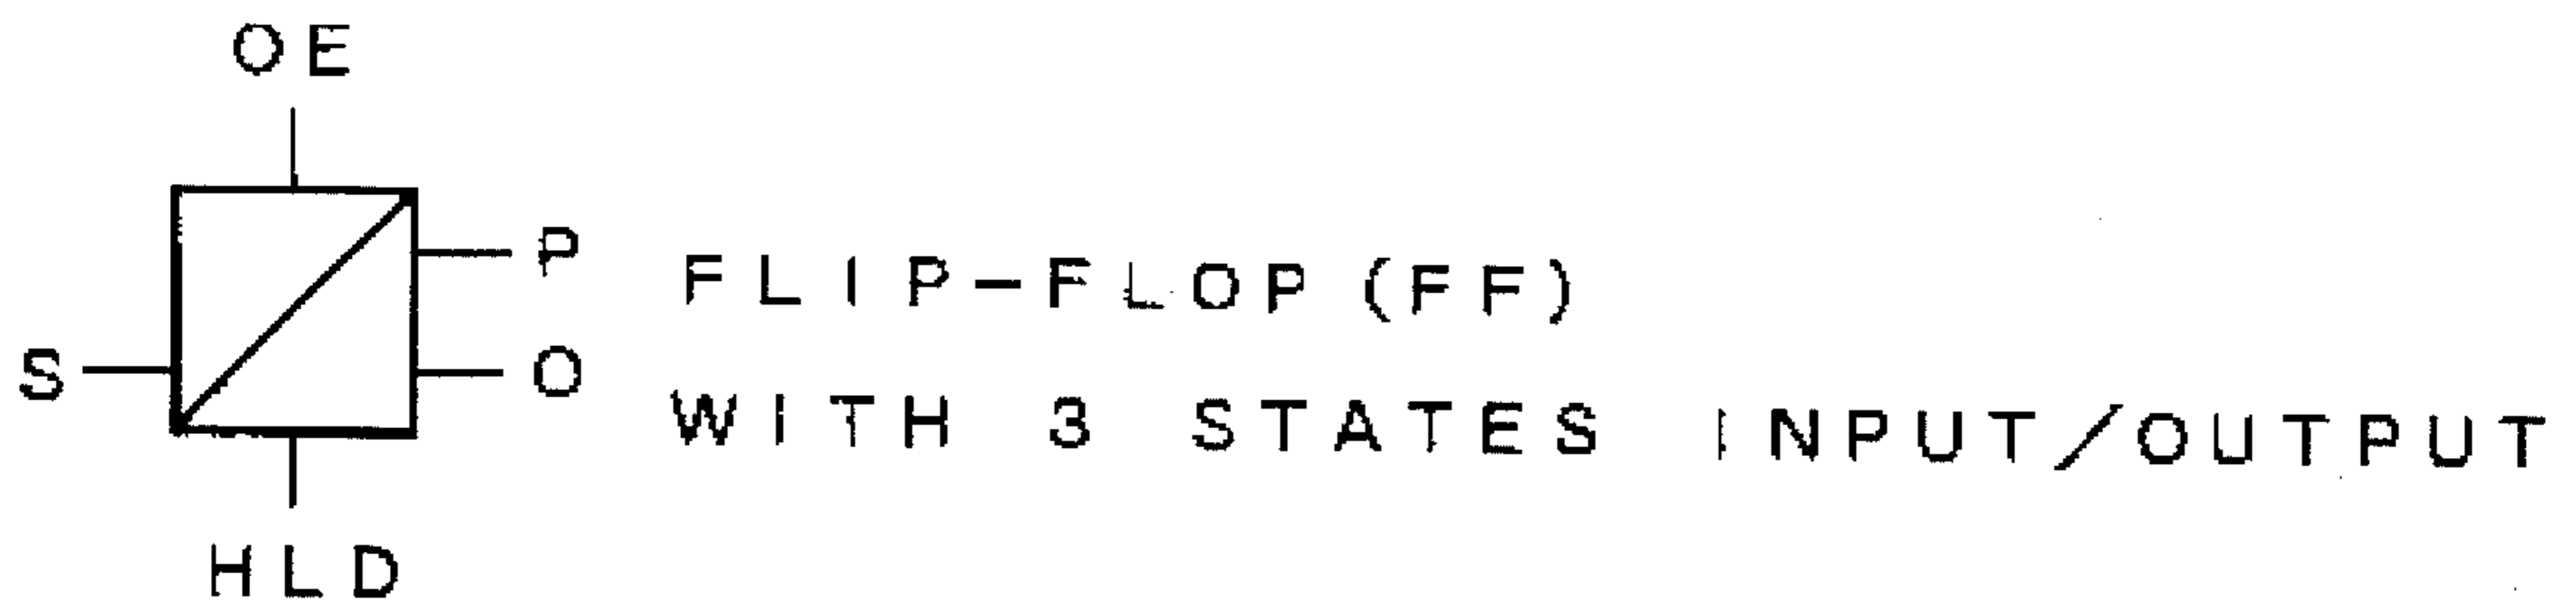 OE
P
FLIP-FLOP(FF)
S
O
WITH 3 STATES INPUT/OUTPUT
HLD